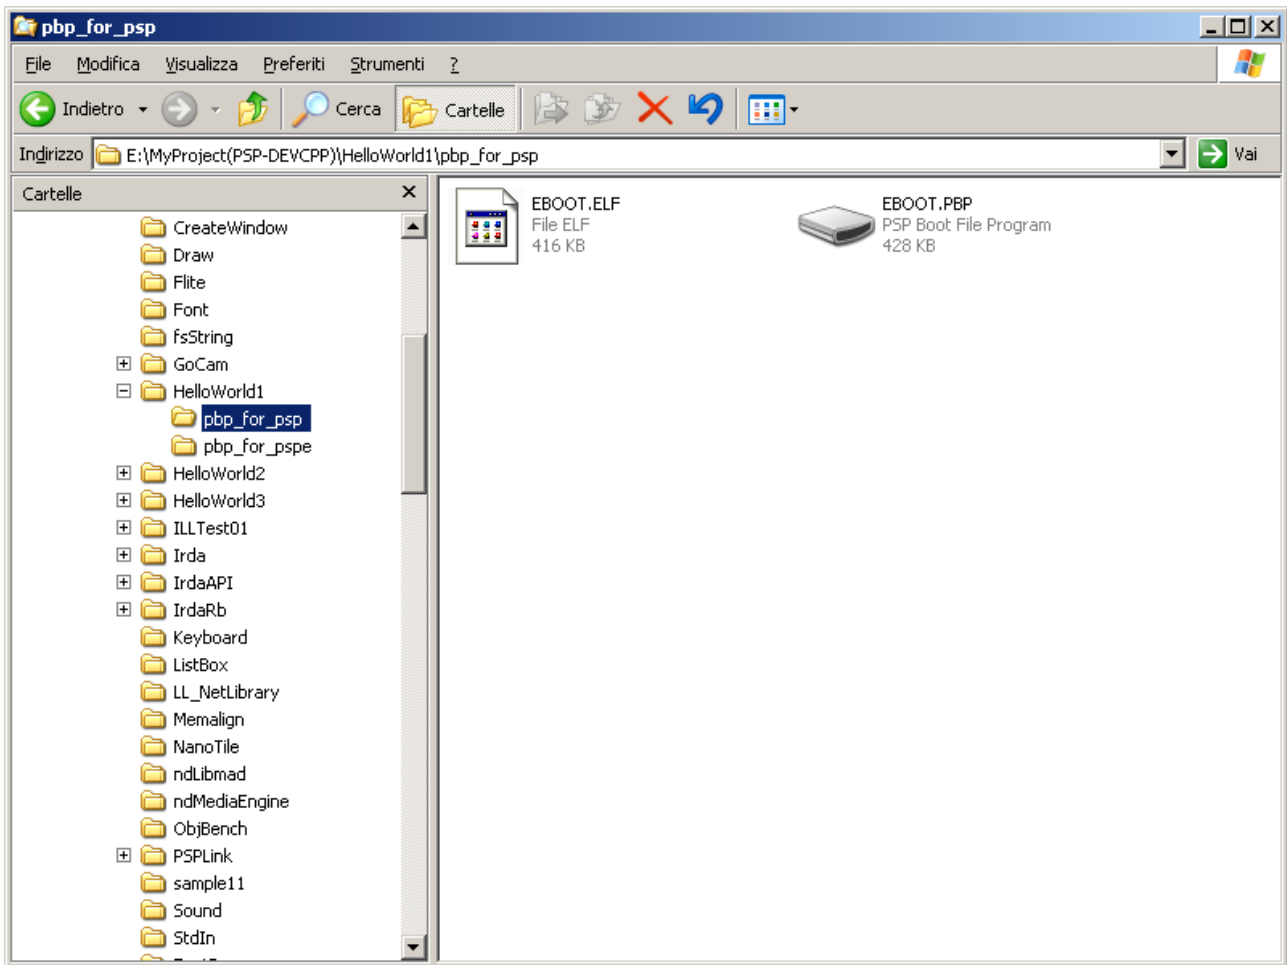 pbp_for_psp
File Modifica Visualizza Preferiti Strumenti ?
Indietro Cerca Cartelle
Indirizzo E:\MyProject(PSP-DEVCPP)\HelloWorld1\pbp_for_psp Vai
Cartelle
CreateWindow
Draw
Flite
Font
fsString
GoCam
HelloWorld1
pbp_for_psp
pbp_for_pspe
HelloWorld2
HelloWorld3
ILLTest01
Irda
IrdaAPI
IrdaRb
Keyboard
ListBox
LL_NetLibrary
Memalign
NanoTile
ndLibmad
ndMediaEngine
ObjBench
PSPLink
sample11
Sound
StdIn
EBOOT.ELF
File ELF
416 KB
EBOOT.PBP
PSP Boot File Program
428 KB